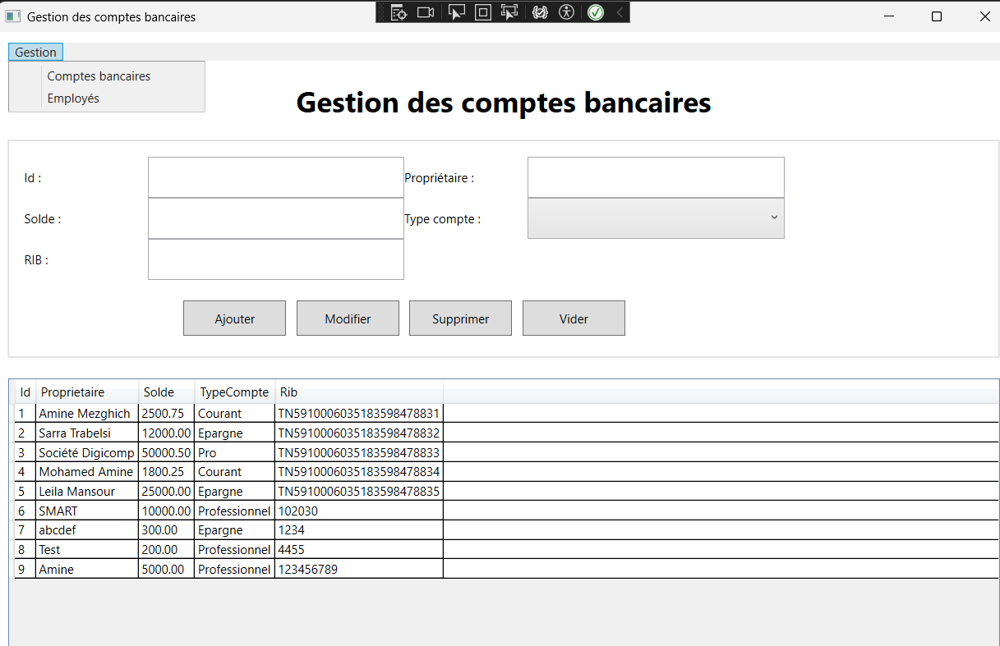 Gestion des comptes bancaires
Gestion
Comptes bancaires
Employés
Gestion des comptes bancaires
Id :
Propriétaire :
Solde :
Type compte :
RIB :
Ajouter Modifier Supprimer Vider
Id Proprietaire Solde TypeCompte Rib
1 Amine Mezghich 2500.75 Courant TN5910006035183598478831
2 Sarra Trabelsi 12000.00 Epargne TN5910006035183598478832
3 Société Digicomp 50000.50 Pro TN5910006035183598478833
4 Mohamed Amine 1800.25 Courant TN5910006035183598478834
5 Leila Mansour 25000.00 Epargne TN5910006035183598478835
6 SMART 10000.00 Professionnel 102030
7 abcdef 300.00 Epargne 1234
8 Test 200.00 Professionnel 4455
9 Amine 5000.00 Professionnel 123456789